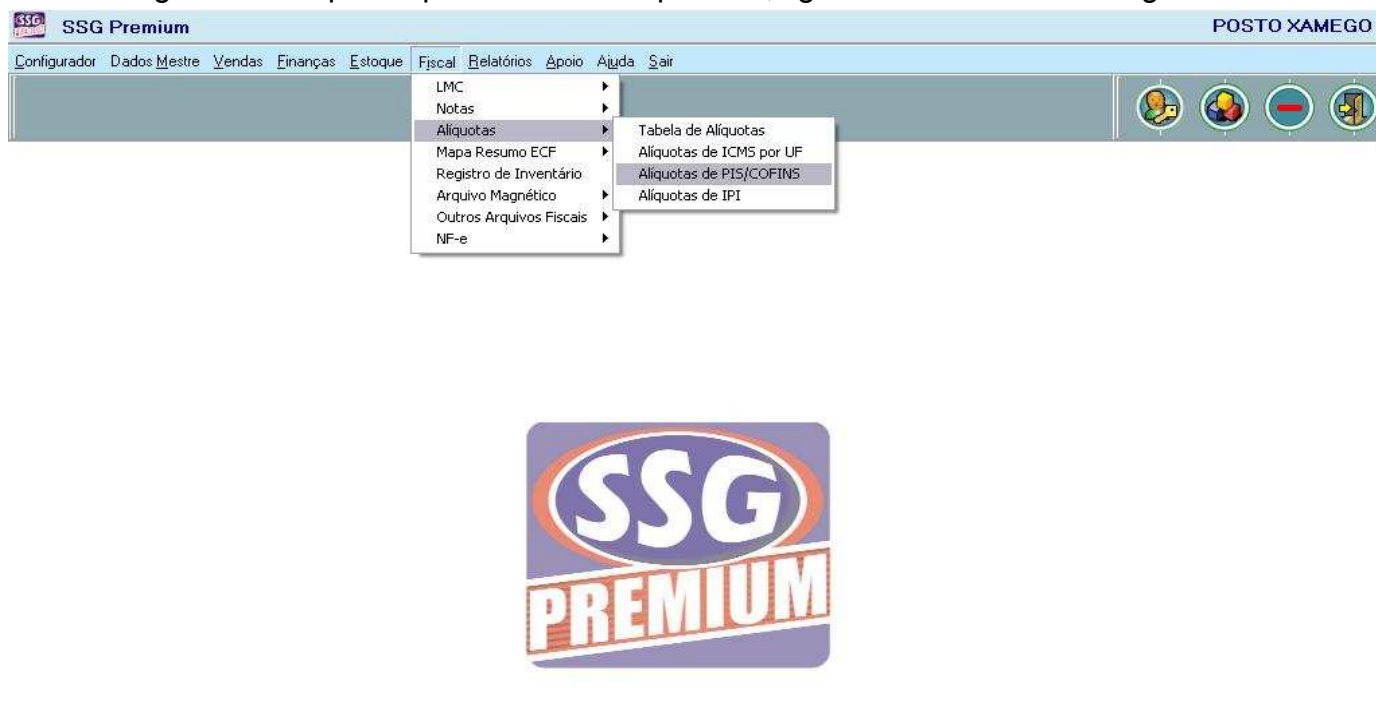 SSG Premium POSTO XAMEGO
Configurador Dados Mestre Vendas Finanças Estoque Fiscal Relatórios Apoio Ajuda Sair
LMC
Notas
Alíquotas
Mapa Resumo ECF
Registro de Inventário
Arquivo Magnético
Outros Arquivos Fiscais
NF-e
Tabela de Alíquotas
Alíquotas de ICMS por UF
Alíquotas de PIS/COFINS
Alíquotas de IPI
SSG
PREMIUM